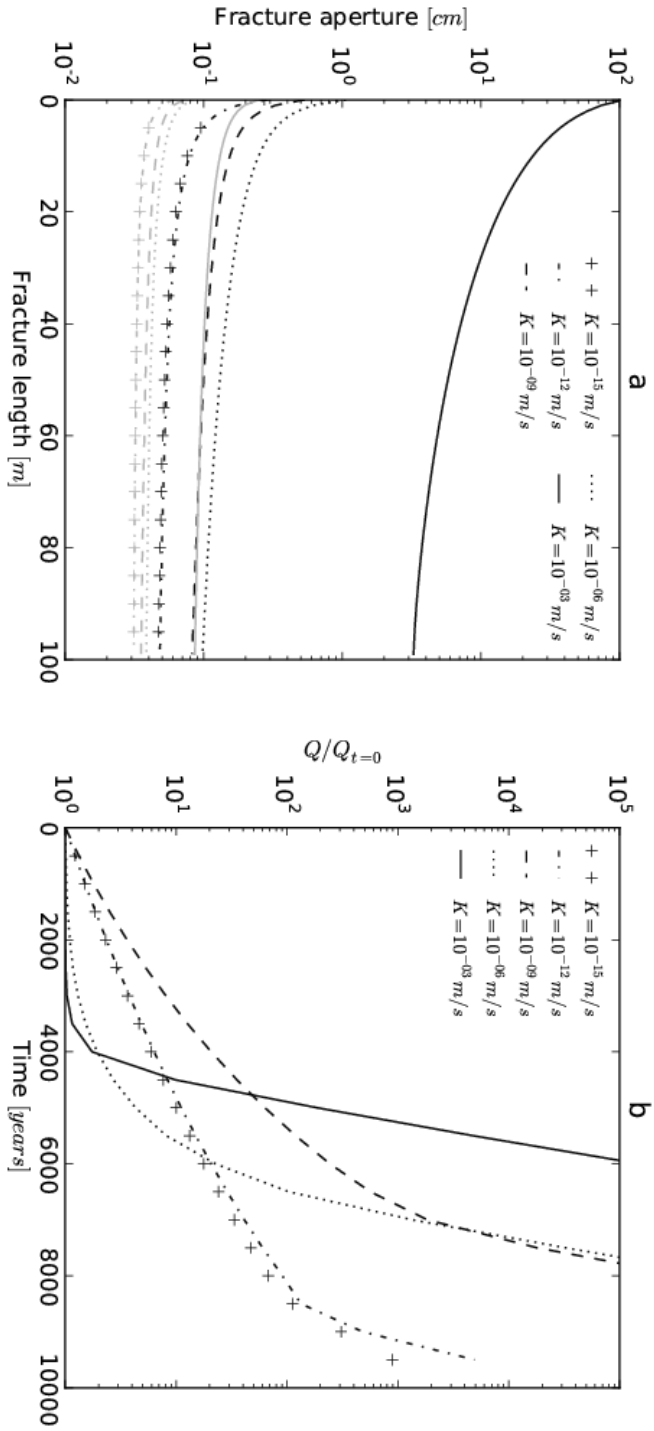 a
Fracture aperture [cm]
10^2
10^1
10^0
10^-1
10^-2
K=10^-15 m/s
K=10^-12 m/s
K=10^-09 m/s
K=10^-06 m/s
K=10^-03 m/s
0 20 40 60 80 100
Fracture length [m]
b
Q/Q_t=0
10^5
10^4
10^3
10^2
10^1
10^0
K=10^-15 m/s
K=10^-12 m/s
K=10^-09 m/s
K=10^-06 m/s
K=10^-03 m/s
0 2000 4000 6000 8000 10000
Time [years]